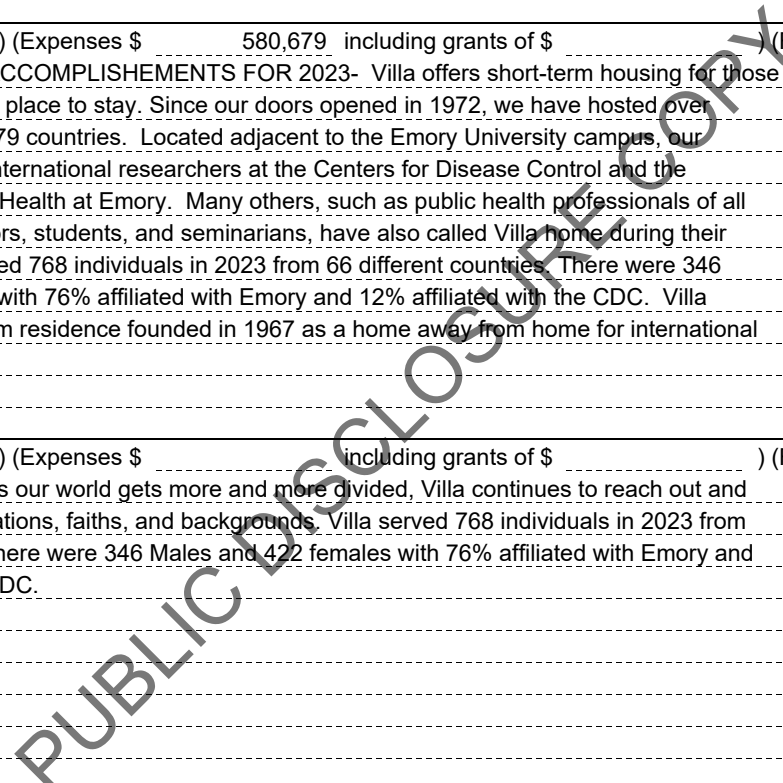 ) (Expenses $ 580,679 including grants of $ ) (
CCOMPLISHEMENTS FOR 2023- Villa offers short-term housing for those
place to stay. Since our doors opened in 1972, we have hosted over
79 countries. Located adjacent to the Emory University campus, our
ternational researchers at the Centers for Disease Control and the
Health at Emory. Many others, such as public health professionals of all
rs, students, and seminarians, have also called Villa home during their
ed 768 individuals in 2023 from 66 different countries. There were 346
with 76% affiliated with Emory and 12% affiliated with the CDC. Villa
m residence founded in 1967 as a home away from home for international
) (Expenses $ including grants of $ ) (
s our world gets more and more divided, Villa continues to reach out and
ations, faiths, and backgrounds. Villa served 768 individuals in 2023 from
here were 346 Males and 422 females with 76% affiliated with Emory and
DC.
PUBLIC DISCLOSURE COPY